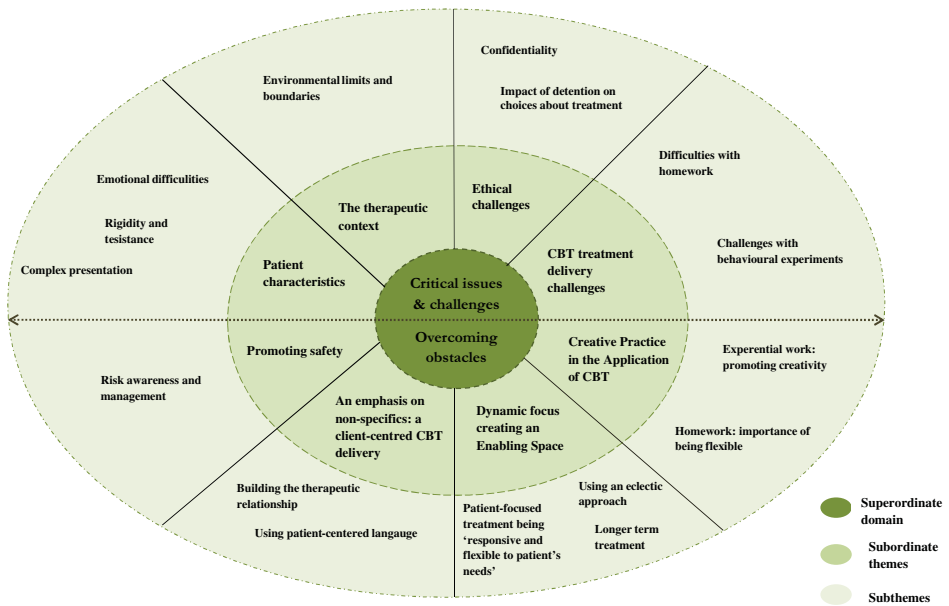 Confidentiality
Impact of detention on
choices about treatment
Environmental limits and
boundaries
Difficulties with
homework
Emotional difficulties
Rigidity and
tesistance
Complex presentation
The therapeutic
context
Ethical
challenges
Challenges with
behavioural experiments
Patient
characteristics
CBT treatment
delivery
challenges
Critical issues
& challenges
Overcoming
obstacles
Promoting safety
Creative Practice
in the Application
of CBT
Experential work:
promoting creativity
Risk awareness and
management
An emphasis on
non-specifics: a
client-centred CBT
delivery
Dynamic focus
creating an
Enabling Space
Homework: importance of
being flexible
Building the therapeutic
relationship
Using patient-centered langauge
Patient-focused
treatment being
‘responsive and
flexible to patient’s
needs’
Using an eclectic
approach
Longer term
treatment
Superordinate
domain
Subordinate
themes
Subthemes